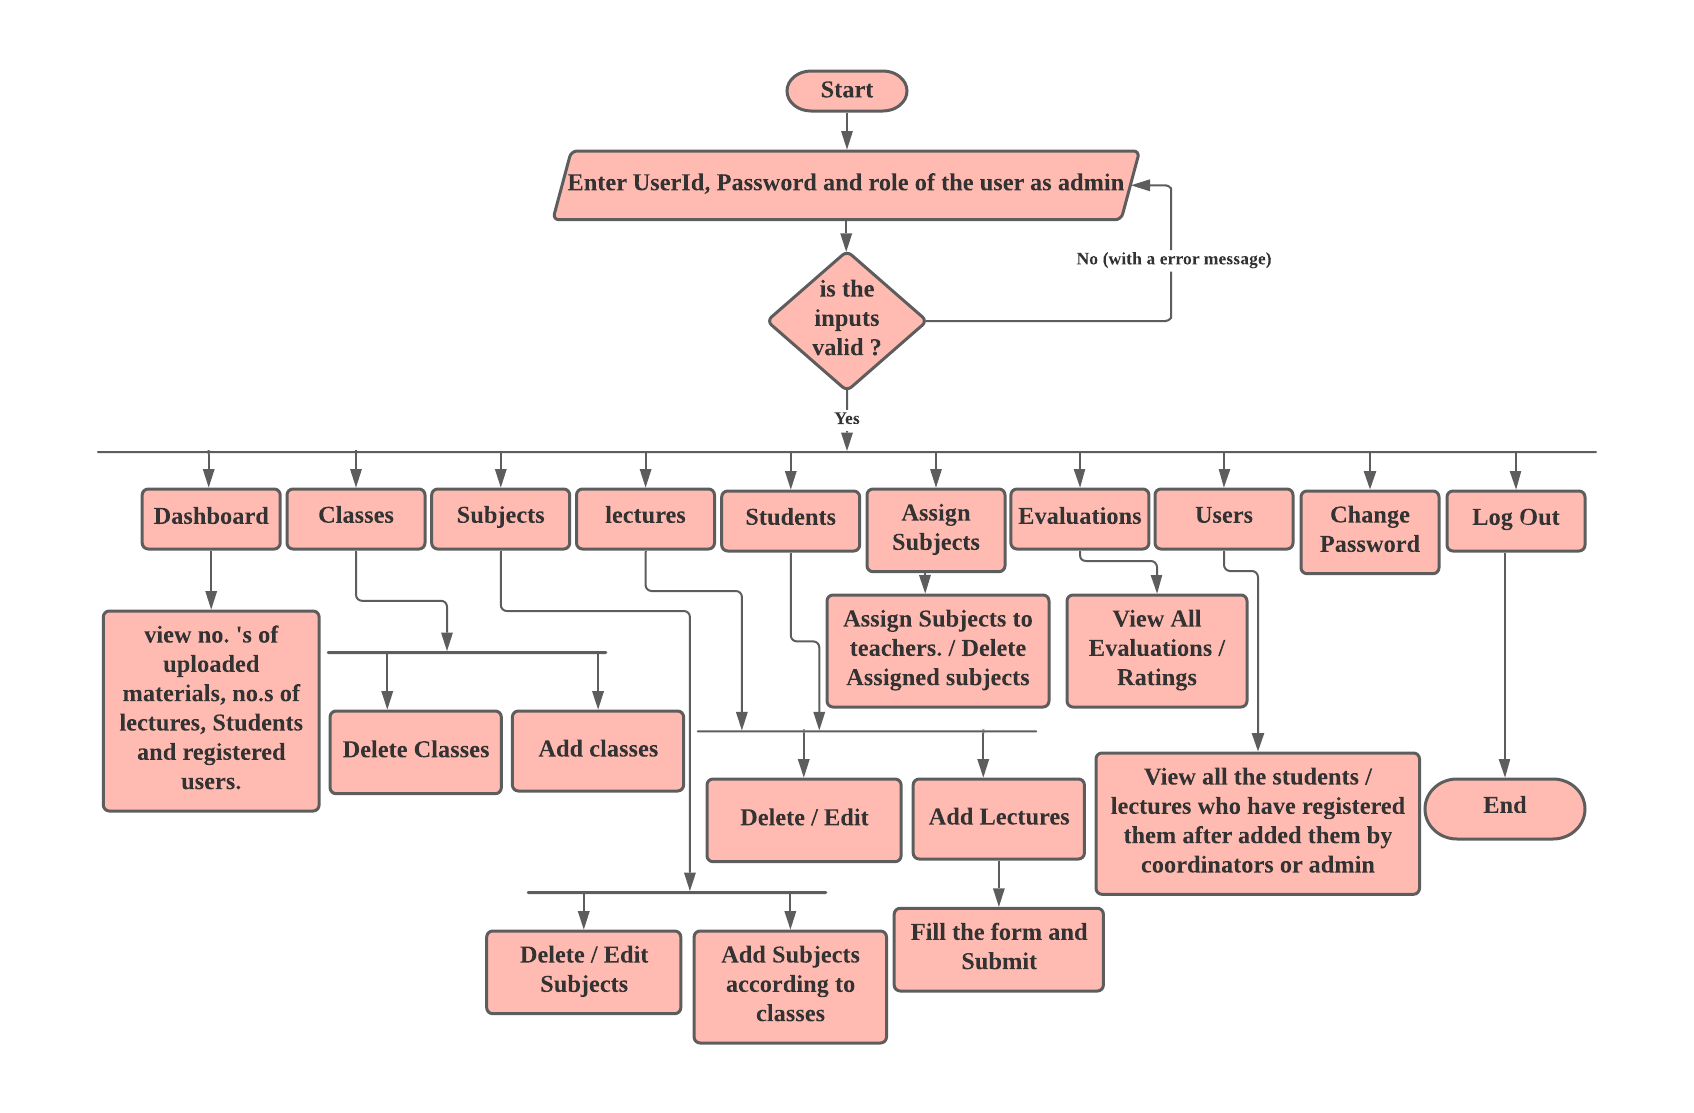 Start
Enter UserId, Password and role of the user as admin
No (with a error message)
is the
inputs
valid ?
Yes
Dashboard
Classes
Subjects
lectures
Students
Assign
Subjects
Evaluations
Users
Change
Password
Log Out
view no. 's of
uploaded
materials, no.s of
lectures, Students
and registered
users.
Delete Classes
Add classes
Assign Subjects to
teachers. / Delete
Assigned subjects
View All
Evaluations /
Ratings
Delete / Edit
Add Lectures
View all the students /
lectures who have registered
them after added them by
coordinators or admin
End
Delete / Edit
Subjects
Add Subjects
according to
classes
Fill the form and
Submit